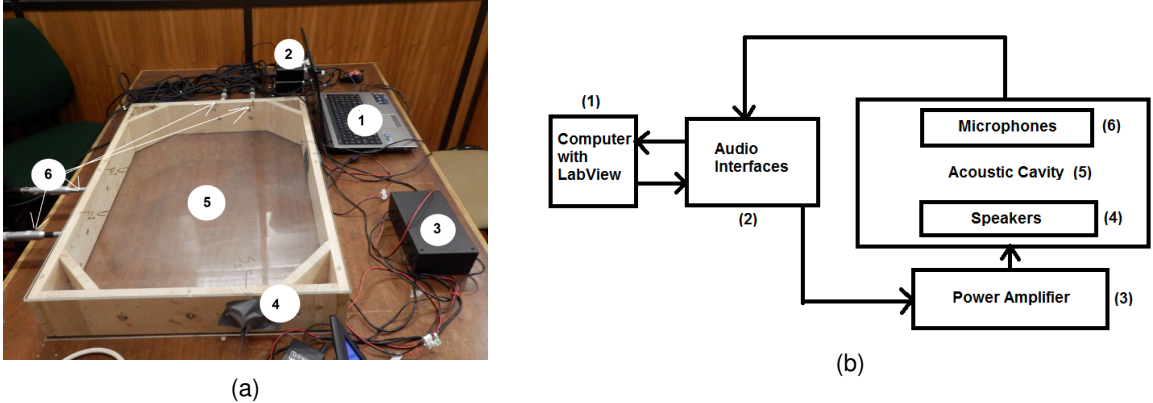 2
1
6
5
3
4
(a)
(1)
Computer
with
LabView
Audio
Interfaces
(2)
Microphones
(6)
Acoustic Cavity (5)
Speakers
(4)
Power Amplifier
(3)
(b)